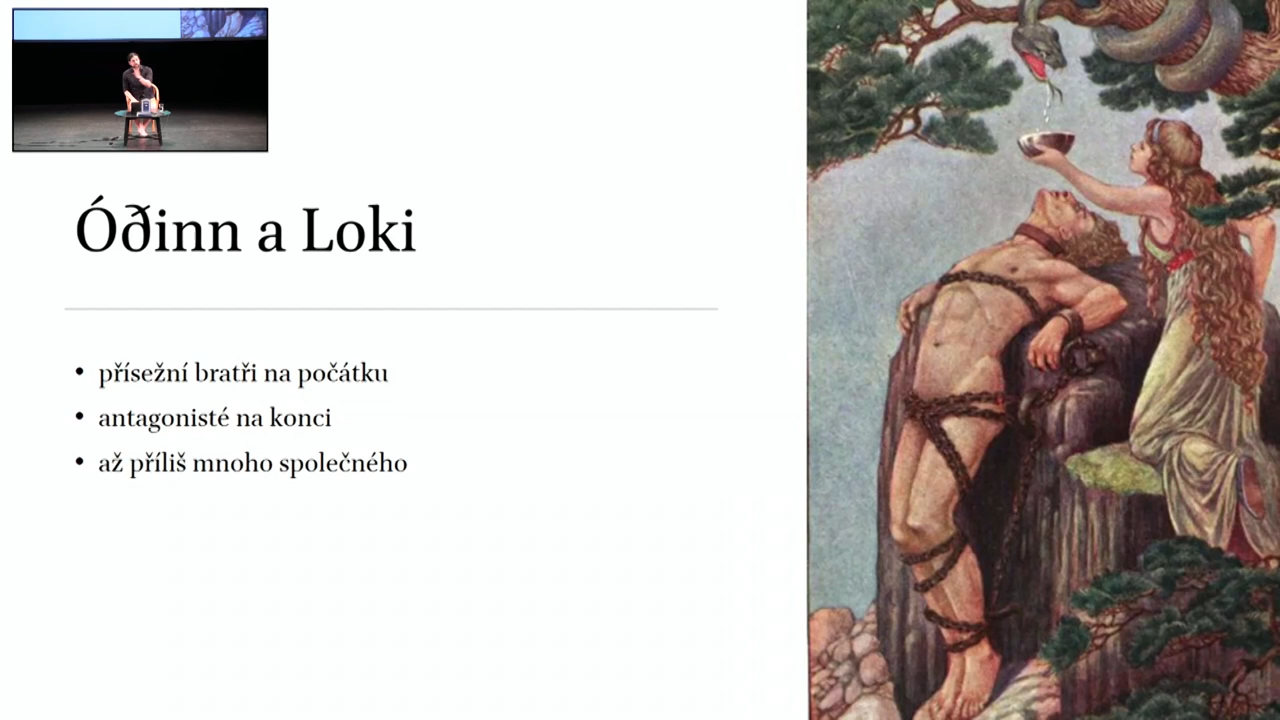 Óðinn a Loki
• přísežní bratři na počátku
• antagonisté na konci
• až příliš mnoho společného